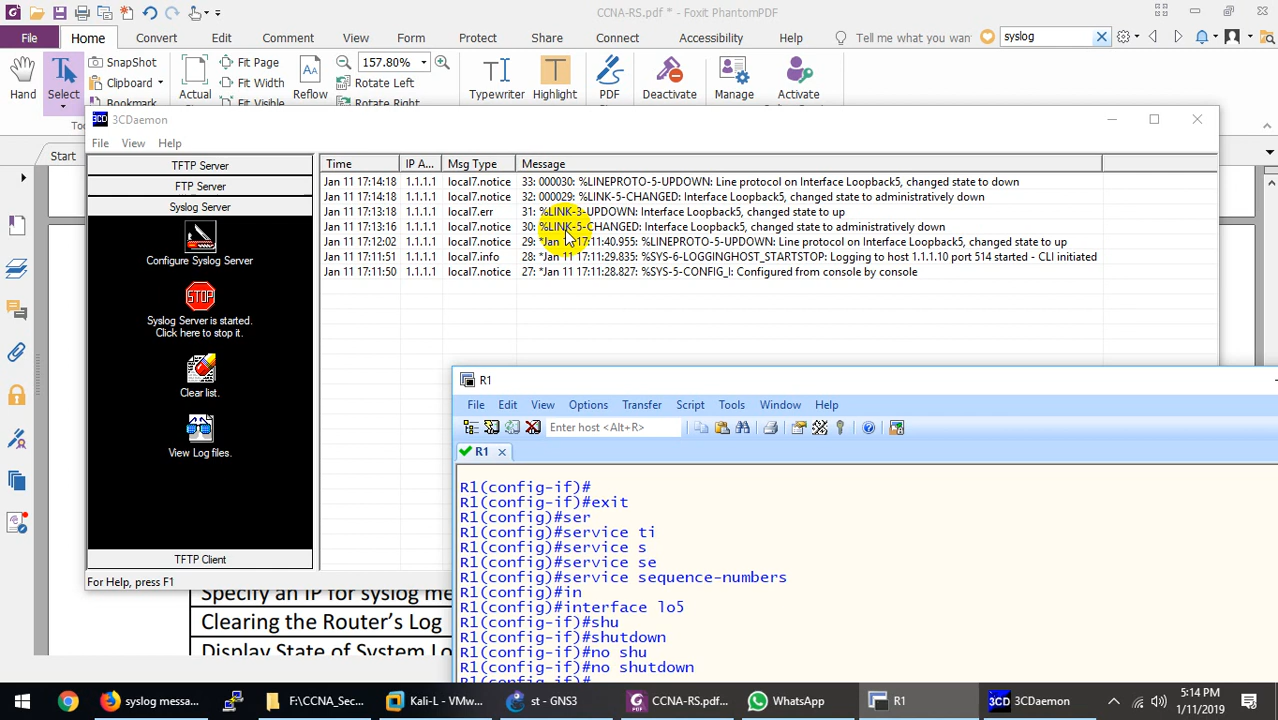 CCNA-RS.pdf * - Foxit PhantomPDF
File Home Convert Edit Comment View Form Protect Share Connect Accessibility Help Tell me what you want syslog
Hand
Select
SnapShot
Clipboard
Bookmark
Actual
Fit Page
Fit Width
Fit Visible
Reflow
157.80%
Rotate Left
Rotate Right
Typewriter
Highlight
PDF
Deactivate
Manage
Activate
Start
3CD 3CDaemon
File View Help
TFTP Server
FTP Server
Syslog Server
Configure Syslog Server
STOP
Syslog Server is started.
Click here to stop it.
Clear list.
View Log files.
TFTP Client
For Help, press F1
Time IP A... Msg Type Message
Jan 11 17:14:18 1.1.1.1 local7.notice 33: 000030: %LINEPROTO-5-UPDOWN: Line protocol on Interface Loopback5, changed state to down
Jan 11 17:14:18 1.1.1.1 local7.notice 32: 000029: %LINK-5-CHANGED: Interface Loopback5, changed state to administratively down
Jan 11 17:13:18 1.1.1.1 local7.err 31: %LINK-3-UPDOWN: Interface Loopback5, changed state to up
Jan 11 17:13:16 1.1.1.1 local7.notice 30: %LINK-5-CHANGED: Interface Loopback5, changed state to administratively down
Jan 11 17:12:02 1.1.1.1 local7.notice 29: *Jan 11 17:11:40.955: %LINEPROTO-5-UPDOWN: Line protocol on Interface Loopback5, changed state to up
Jan 11 17:11:51 1.1.1.1 local7.info 28: *Jan 11 17:11:29.835: %SYS-6-LOGGINGHOST_STARTSTOP: Logging to host 1.1.1.10 port 514 started - CLI initiated
Jan 11 17:11:50 1.1.1.1 local7.notice 27: *Jan 11 17:11:28.827: %SYS-5-CONFIG_I: Configured from console by console
R1
File Edit View Options Transfer Script Tools Window Help
Enter host <Alt+R>
R1
R1(config-if)#
R1(config-if)#exit
R1(config)#ser
R1(config)#service ti
R1(config)#service s
R1(config)#service se
R1(config)#service sequence-numbers
R1(config)#in
R1(config)#interface lo5
R1(config-if)#shu
R1(config-if)#shutdown
R1(config-if)#no shu
R1(config-if)#no shutdown
R1(config-if)#
Specify an IP for syslog me
Clearing the Router's Log
Display State of System Lo
syslog messa... F:\CCNA_Sec... Kali-L - VMw... st - GNS3 CCNA-RS.pdf... WhatsApp R1 3CD 3CDaemon
5:14 PM
1/11/2019